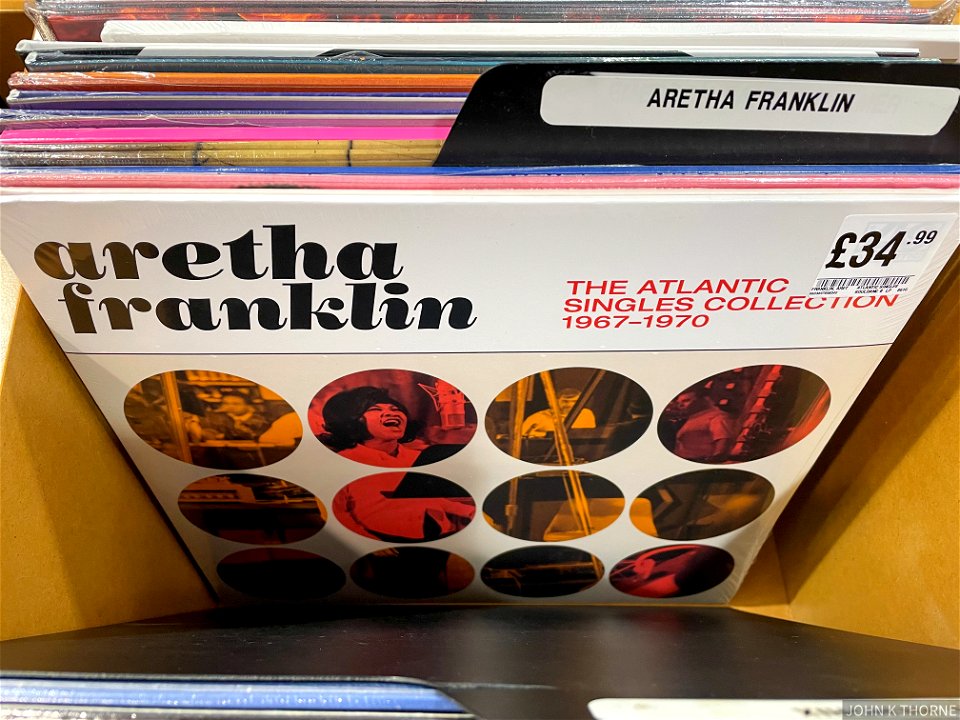 ARETHA FRANKLIN
aretha
franklin
THE ATLANTIC
SINGLES COLLECTION
1967–1970
£34.99
JOHN K THORNE